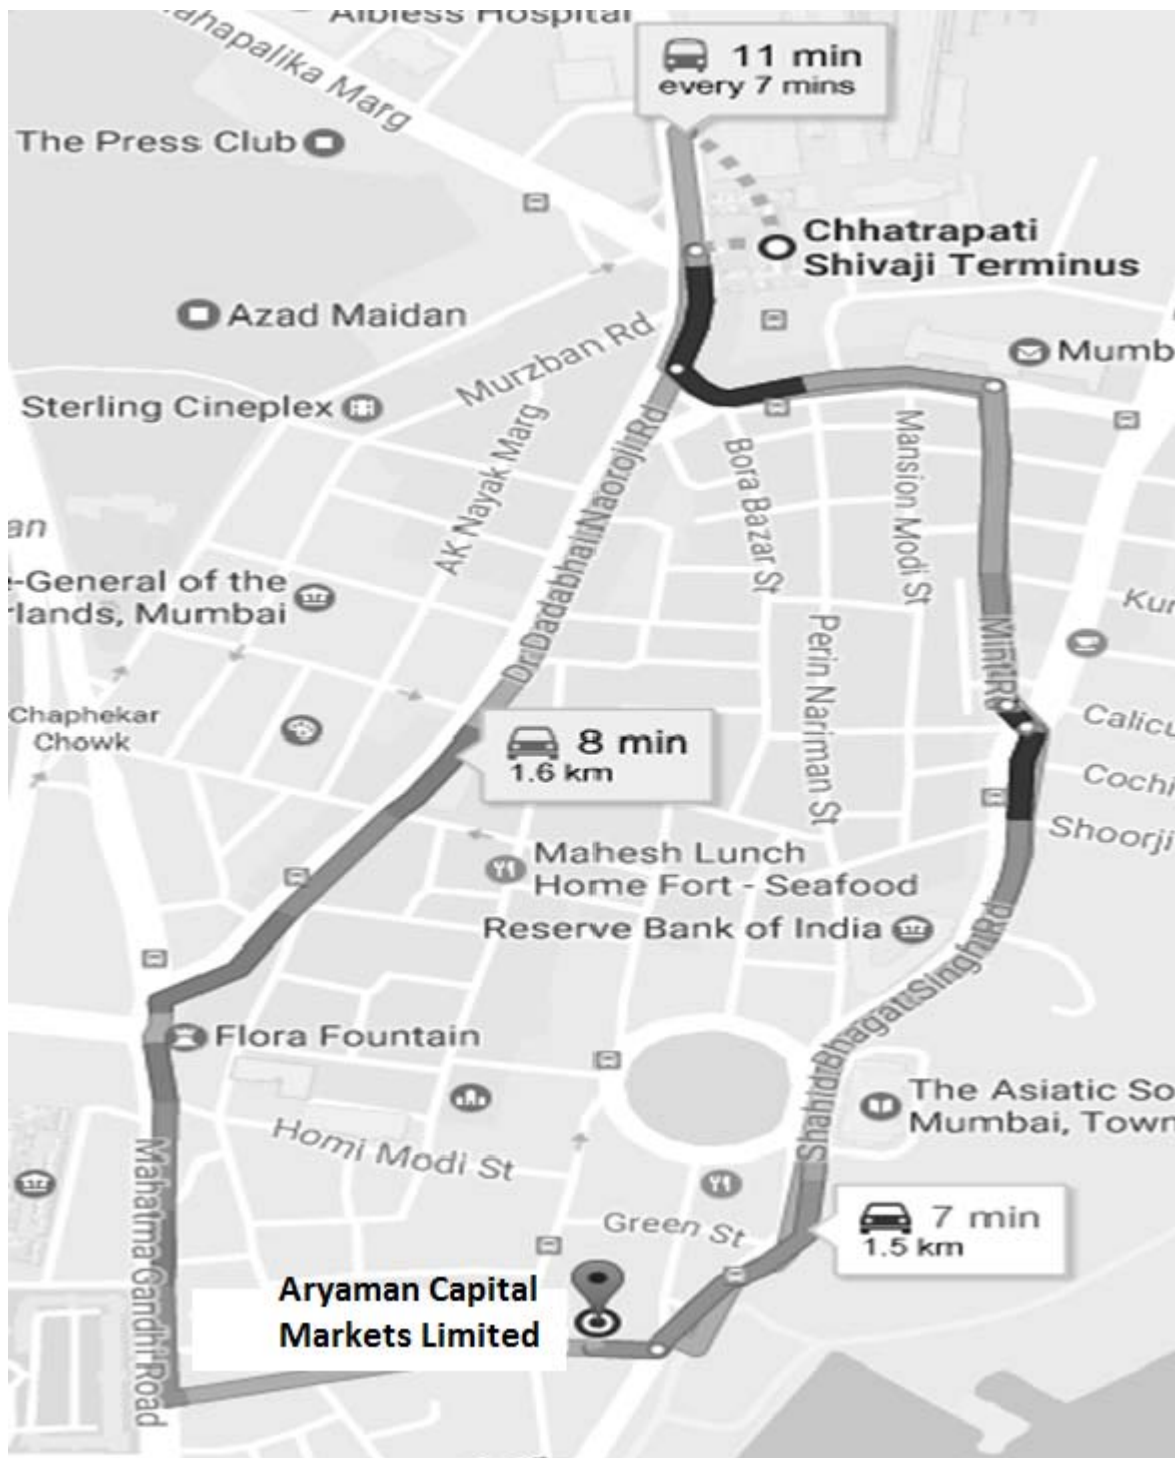 Albless Hospital
ahapalika Marg
11 min
every 7 mins
The Press Club
Chhatrapati
Shivaji Terminus
Azad Maidan
Murzban Rd
Mumb
Sterling Cineplex
AK Nayak Marg
Dr Dadabhai Naoroji Rd
Bora Bazar St
Mansion Modi St
an
-General of the
rlands, Mumbai
Kur
Perin Nariman St
Mint Rd
Chaphekar
Chowk
8 min
1.6 km
Calicu
Cochi
Shoorji
Mahesh Lunch
Home Fort - Seafood
Reserve Bank of India
Shahid Bhagat Singh Rd
Flora Fountain
The Asiatic So
Mumbai, Town
Homi Modi St
Mahatma Gandhi Road
Green St
7 min
1.5 km
Aryaman Capital
Markets Limited